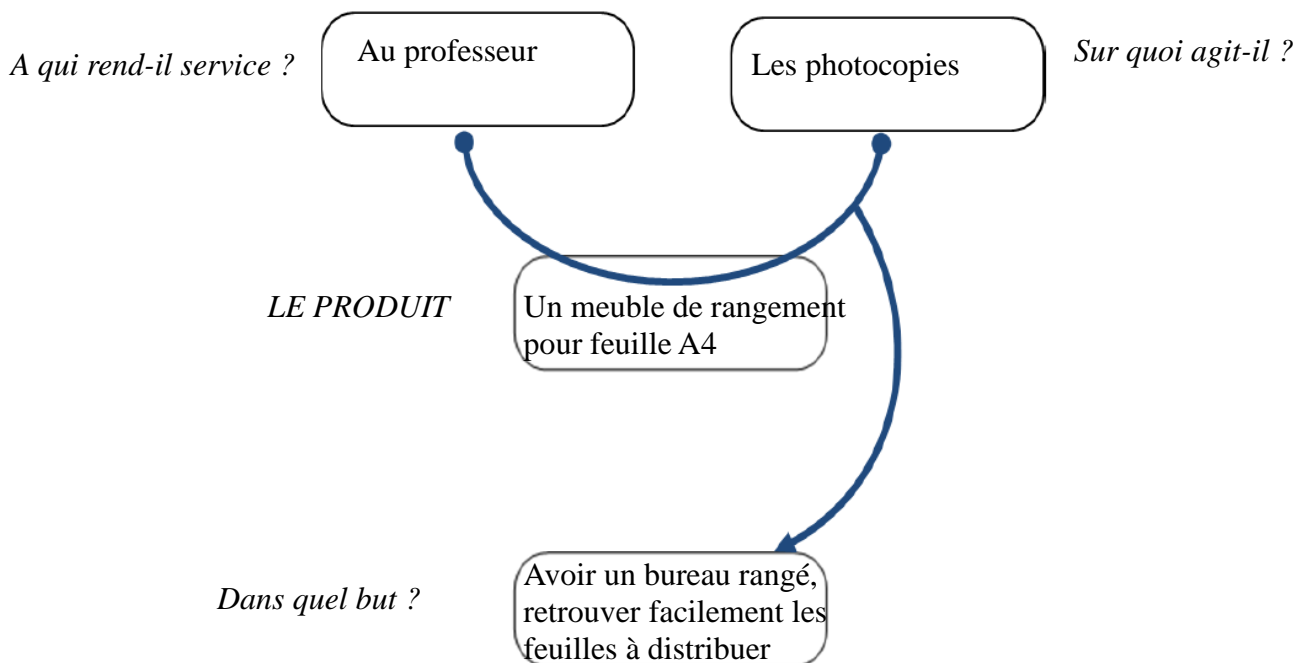 A qui rend-il service ?
Au professeur
Les photocopies
Sur quoi agit-il ?
LE PRODUIT
Un meuble de rangement
pour feuille A4
Dans quel but ?
Avoir un bureau rangé,
retrouver facilement les
feuilles à distribuer